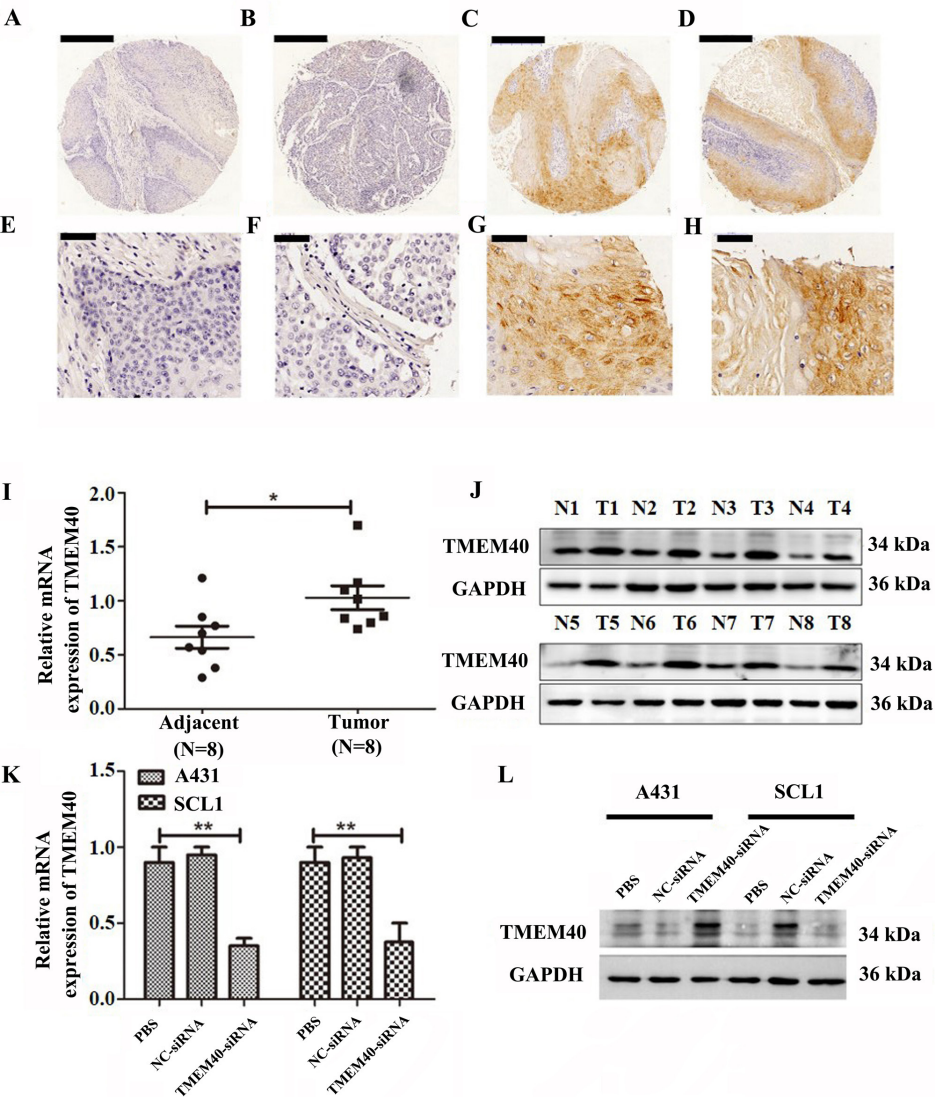 A
B
C
D
E
F
G
H
I
Relative mRNA
expression of TMEM40
2.0
1.5
1.0
0.5
0.0
*
Adjacent
(N=8)
Tumor
(N=8)
J
N1 T1 N2 T2 N3 T3 N4 T4
TMEM40
34 kDa
GAPDH
36 kDa
N5 T5 N6 T6 N7 T7 N8 T8
TMEM40
34 kDa
GAPDH
36 kDa
K
Relative mRNA
expression of TMEM40
1.5
1.0
0.5
0.0
A431
SCL1
**
**
PBS
NC-siRNA
TMEM40-siRNA
PBS
NC-siRNA
TMEM40-siRNA
L
A431
SCL1
PBS
NC-siRNA
TMEM40-siRNA
PBS
NC-siRNA
TMEM40-siRNA
TMEM40
34 kDa
GAPDH
36 kDa